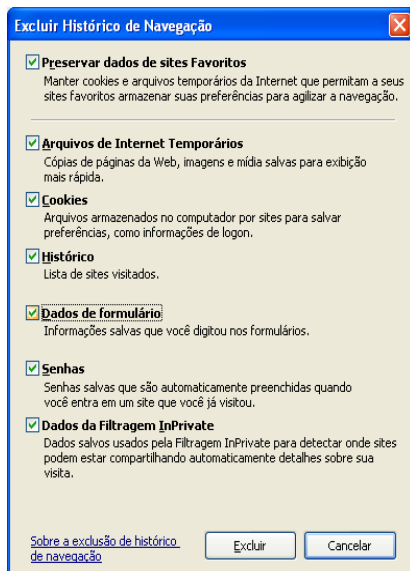 Excluir Histórico de Navegação
Preservar dados de sites Favoritos
Manter cookies e arquivos temporários da Internet que permitam a seus
sites favoritos armazenar suas preferências para agilizar a navegação.
Arquivos de Internet Temporários
Cópias de páginas da Web, imagens e mídia salvas para exibição
mais rápida.
Cookies
Arquivos armazenados no computador por sites para salvar
preferências, como informações de logon.
Histórico
Lista de sites visitados.
Dados de formulário
Informações salvas que você digitou nos formulários.
Senhas
Senhas salvas que são automaticamente preenchidas quando
você entra em um site que você já visitou.
Dados da Filtragem InPrivate
Dados salvos usados pela Filtragem InPrivate para detectar onde sites
podem estar compartilhando automaticamente detalhes sobre sua
visita.
Sobre a exclusão de histórico
de navegação
Excluir
Cancelar